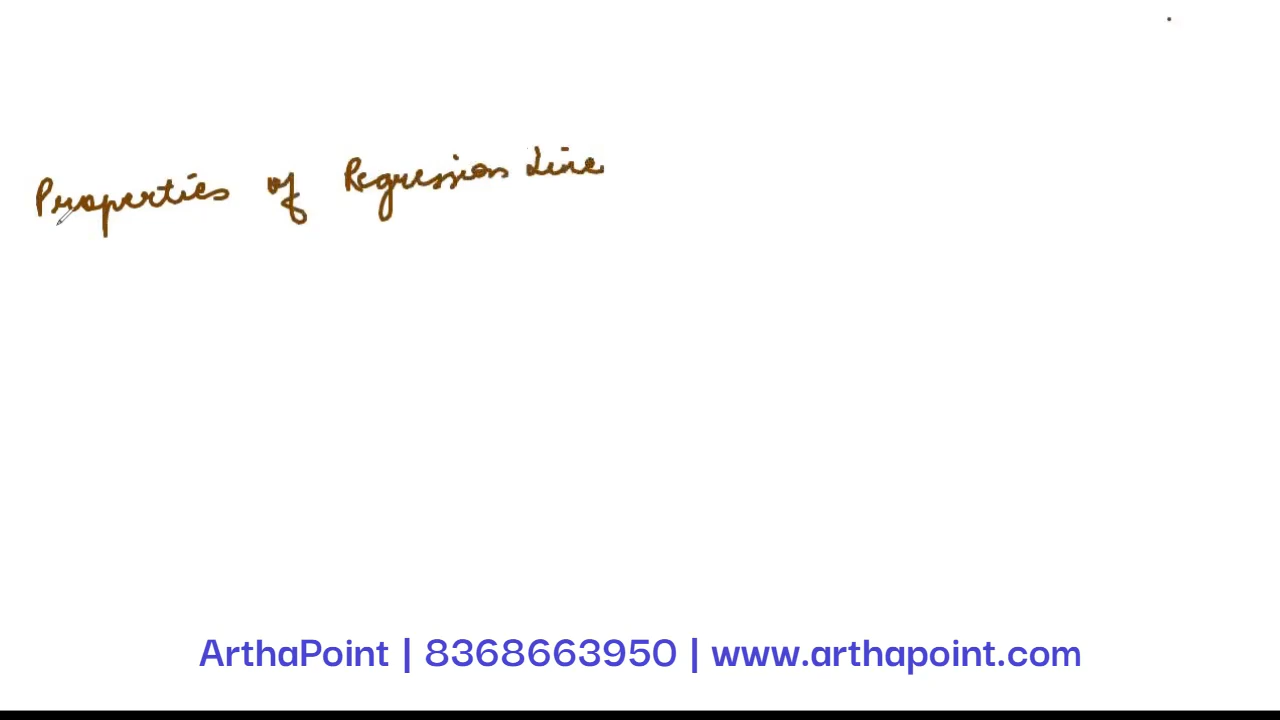 Properties of Regression Line
ArthaPoint | 8368663950 | www.arthapoint.com